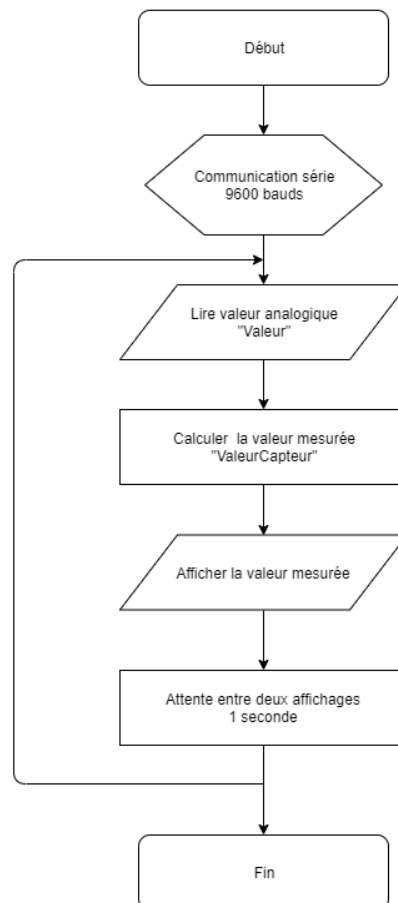 Début
Communication série
9600 bauds
Lire valeur analogique
"Valeur"
Calculer la valeur mesurée
"ValeurCapteur"
Afficher la valeur mesurée
Attente entre deux affichages
1 seconde
Fin